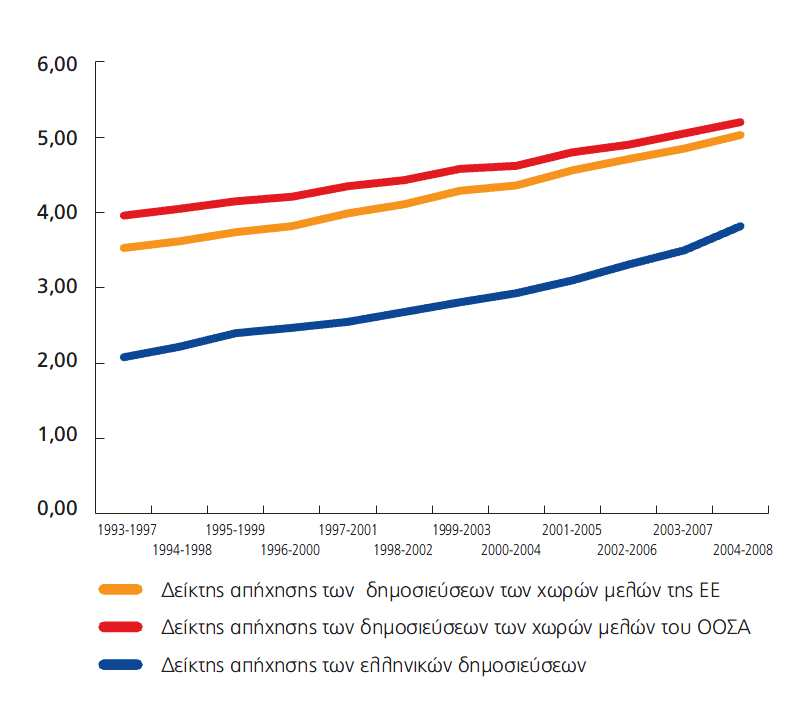 6,00
5,00
4,00
3,00
2,00
1,00
0,00
1993-1997 1995-1999 1997-2001 1999-2003 2001-2005 2003-2007
1994-1998 1996-2000 1998-2002 2000-2004 2002-2006 2004-2008
Δείκτης απήχησης των δημοσιεύσεων των χωρών μελών της ΕΕ
Δείκτης απήχησης των δημοσιεύσεων των χωρών μελών του ΟΟΣΑ
Δείκτης απήχησης των ελληνικών δημοσιεύσεων